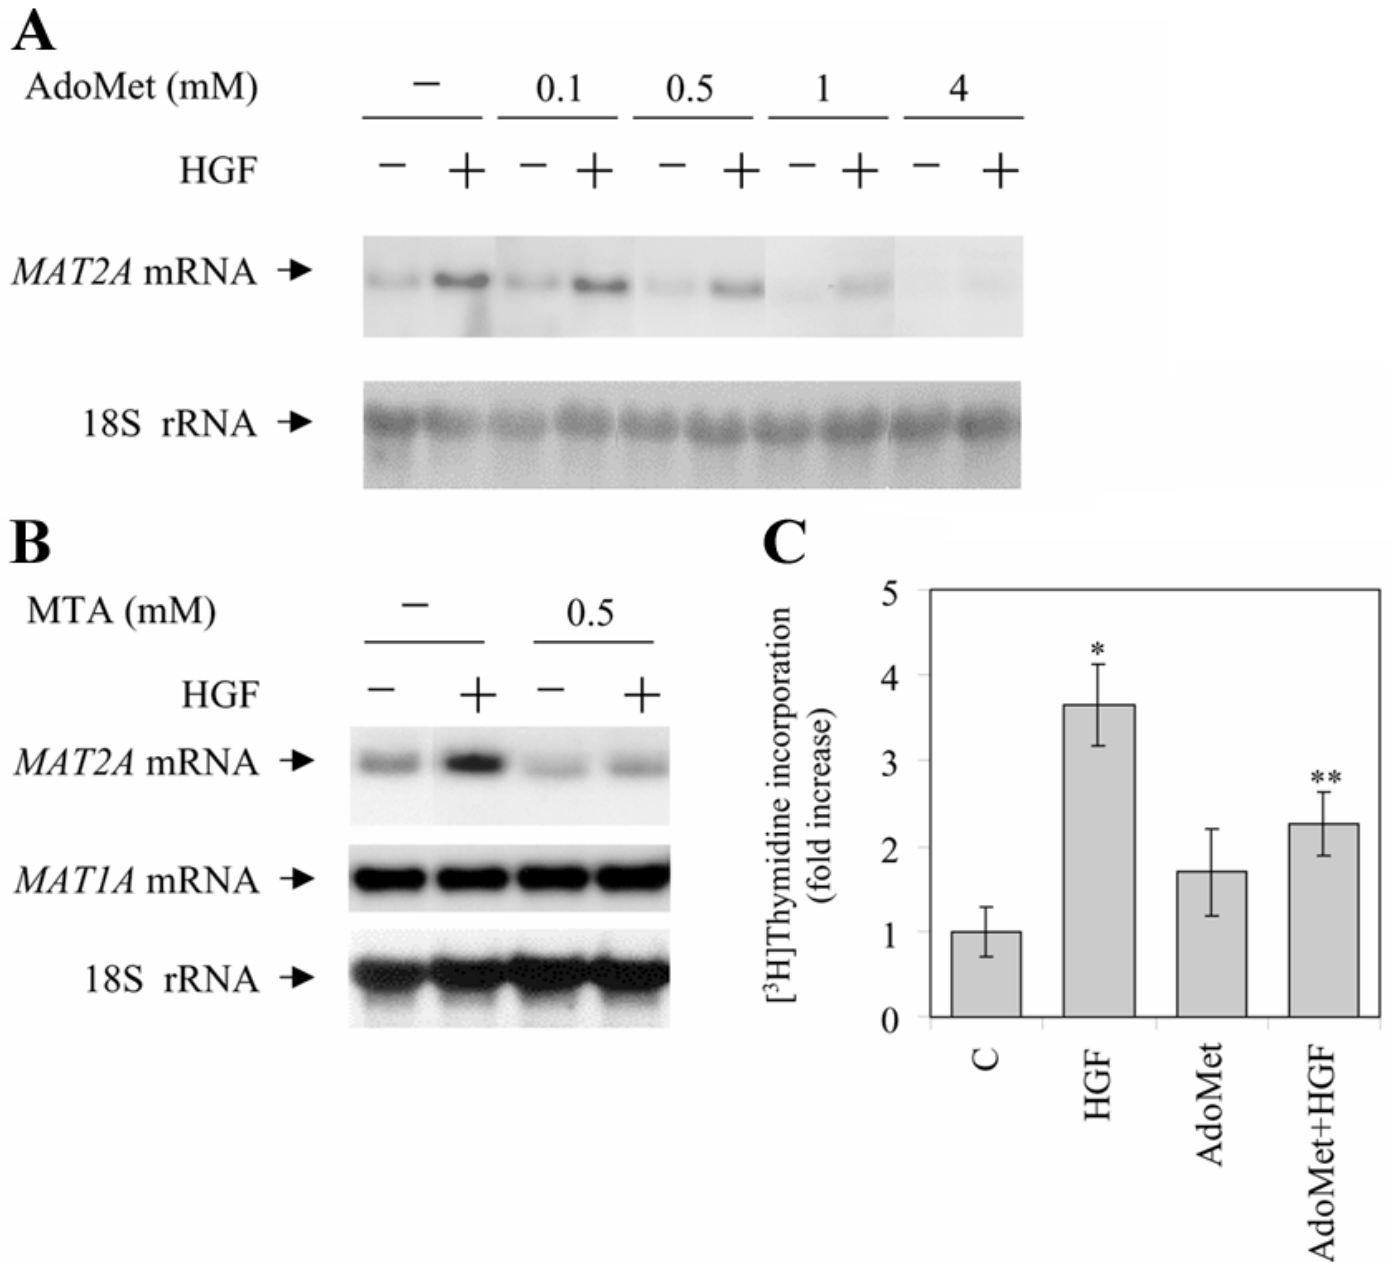 A
AdoMet (mM) − 0.1 0.5 1 4
HGF − + − + − + − + − +
MAT2A mRNA
18S rRNA
B
MTA (mM) − 0.5
HGF − + − +
MAT2A mRNA
MAT1A mRNA
18S rRNA
C
[³H]Thymidine incorporation
(fold increase)
5
4
3
2
1
0
*
**
C
HGF
AdoMet
AdoMet+HGF